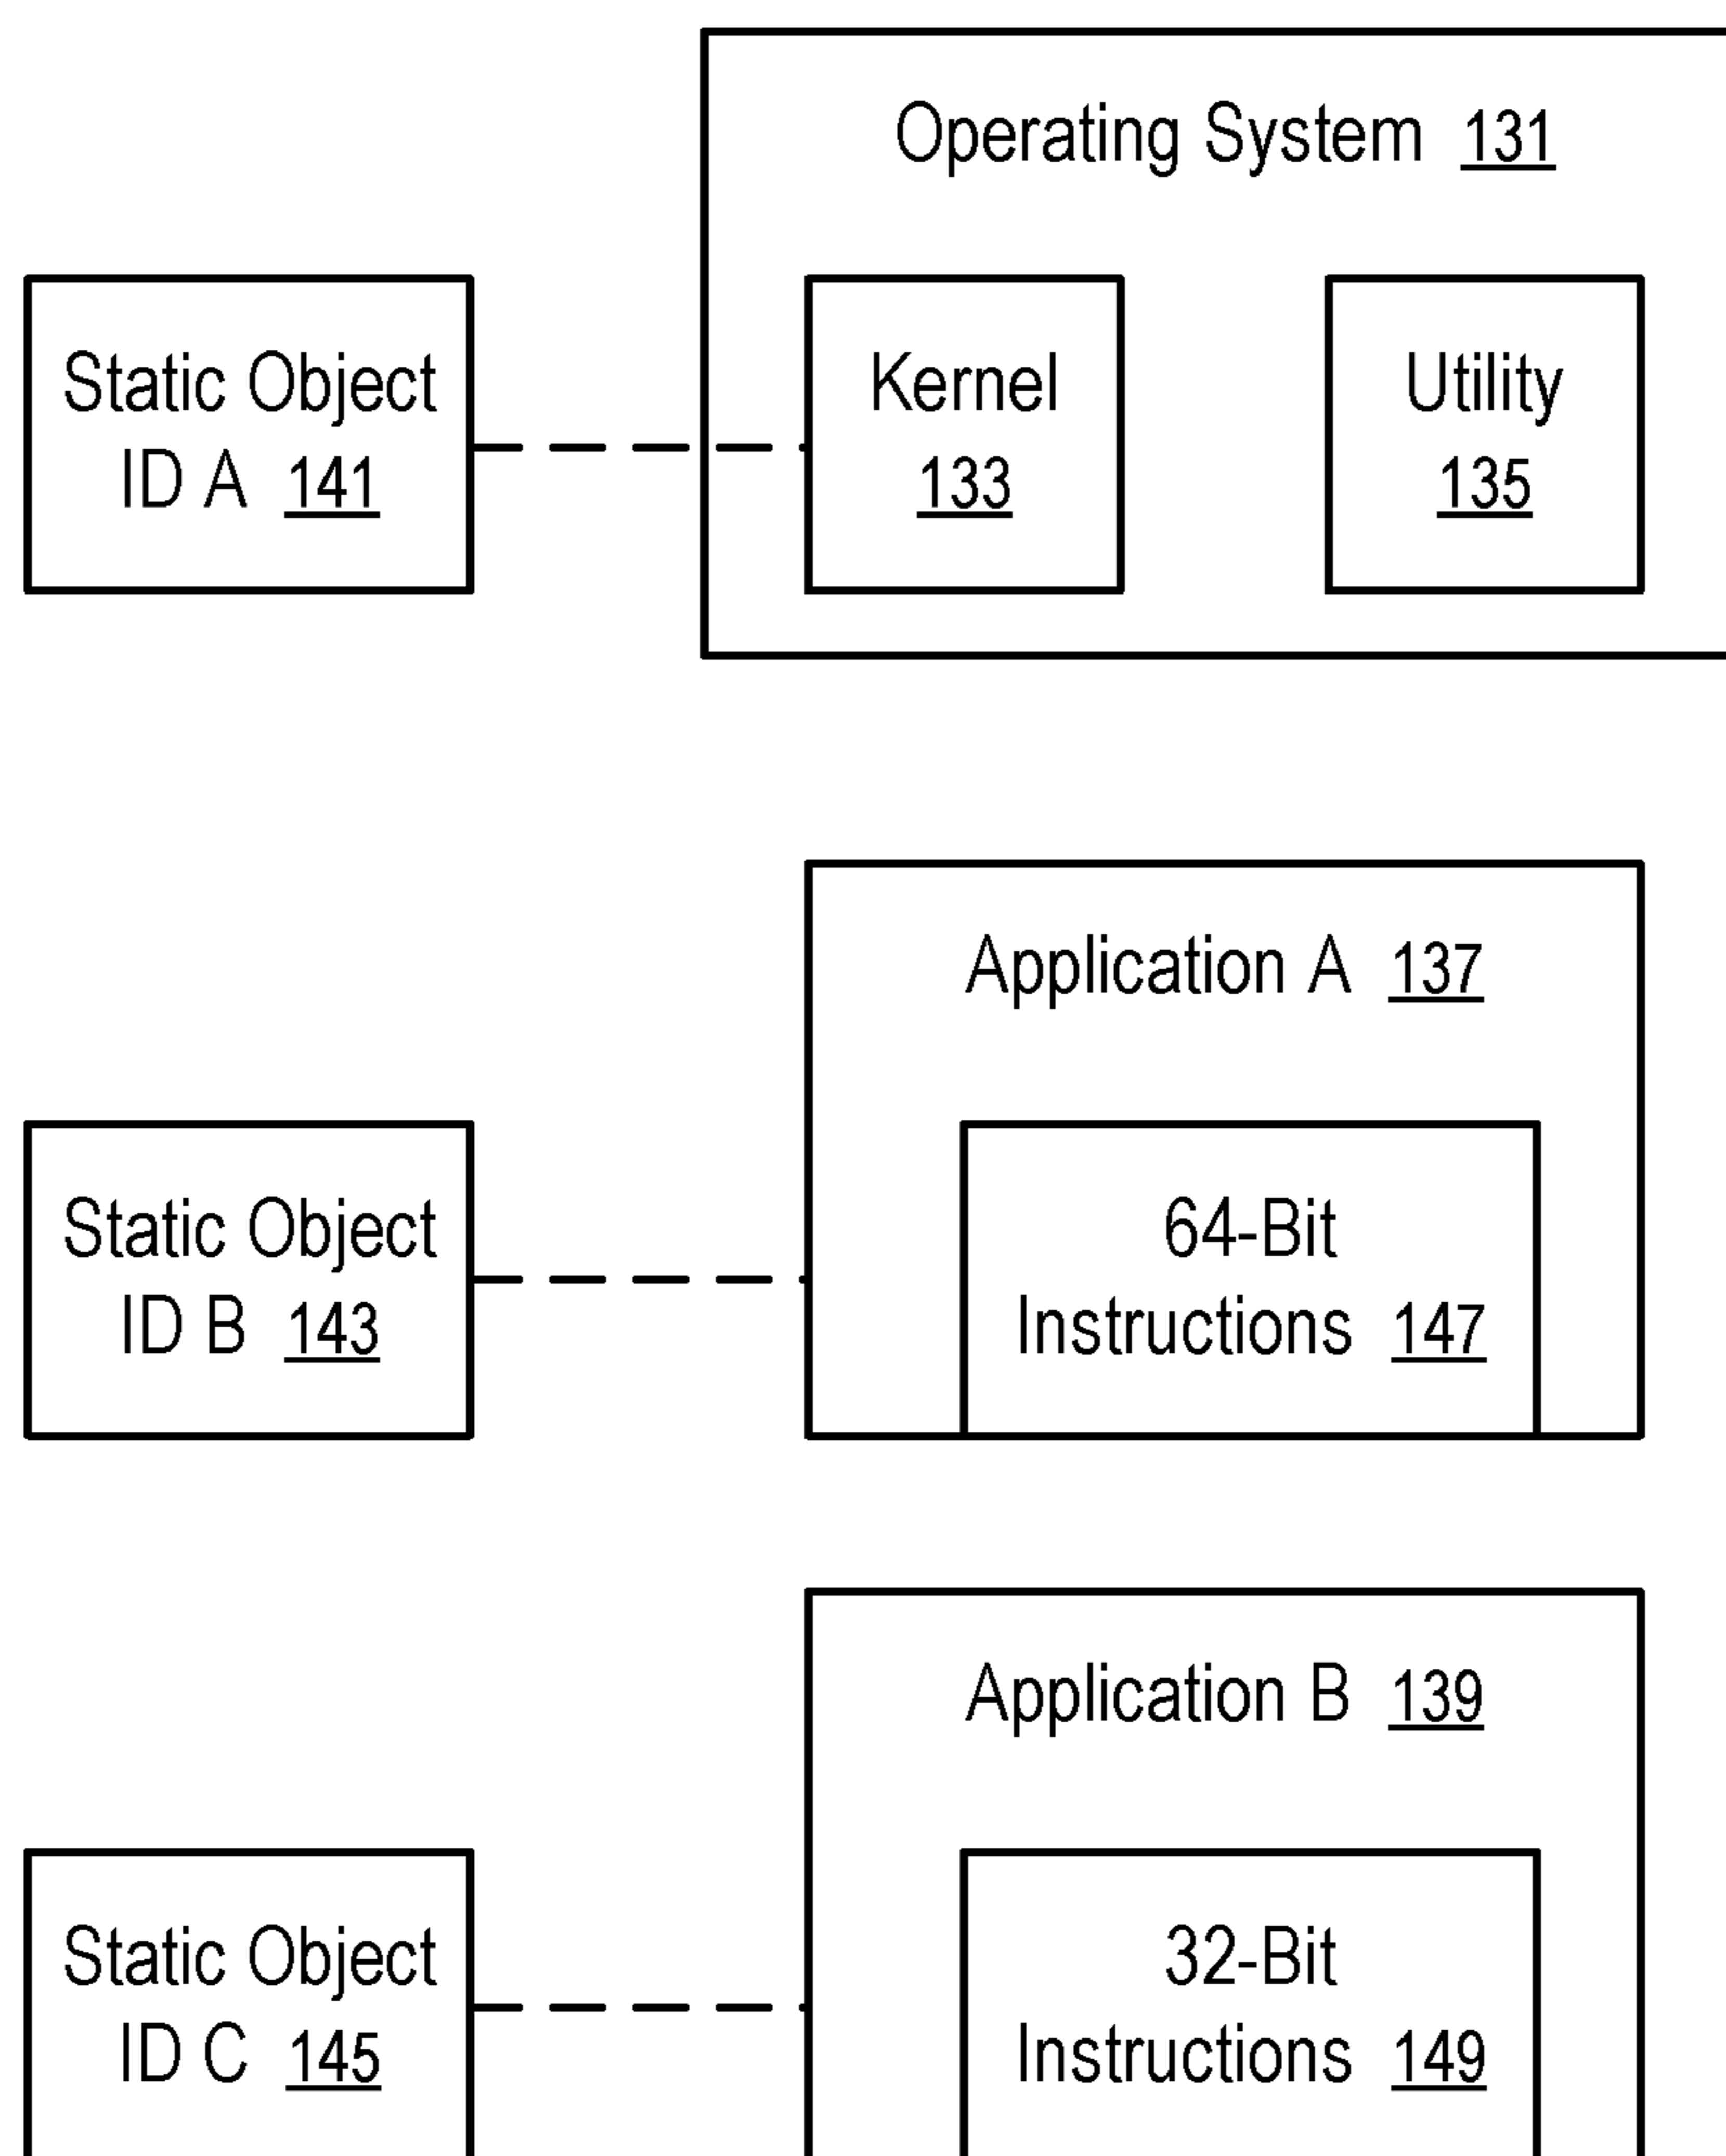 Operating System 131
Static Object
ID A 141
Kernel
133
Utility
135
Application A 137
Static Object
ID B 143
64-Bit
Instructions 147
Application B 139
Static Object
ID C 145
32-Bit
Instructions 149